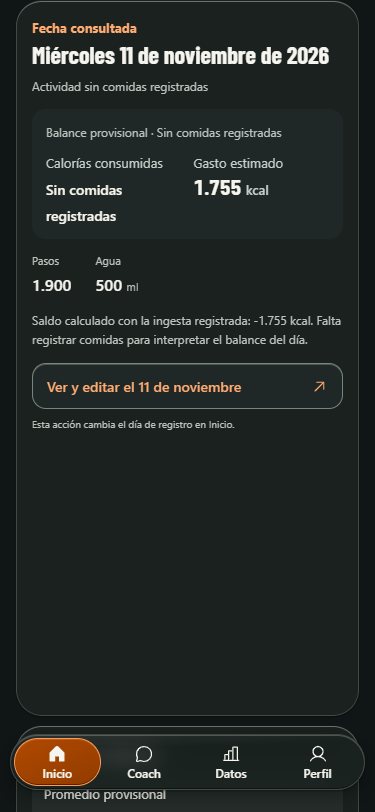 Fecha consultada
Miércoles 11 de noviembre de 2026
Actividad sin comidas registradas
Balance provisional · Sin comidas registradas
Calorías consumidas
Sin comidas
registradas
Gasto estimado
1.755 kcal
Pasos
1.900
Agua
500 ml
Saldo calculado con la ingesta registrada: -1.755 kcal. Falta
registrar comidas para interpretar el balance del día.
Ver y editar el 11 de noviembre
Esta acción cambia el día de registro en Inicio.
Inicio
Coach
Datos
Perfil
Promedio provisional